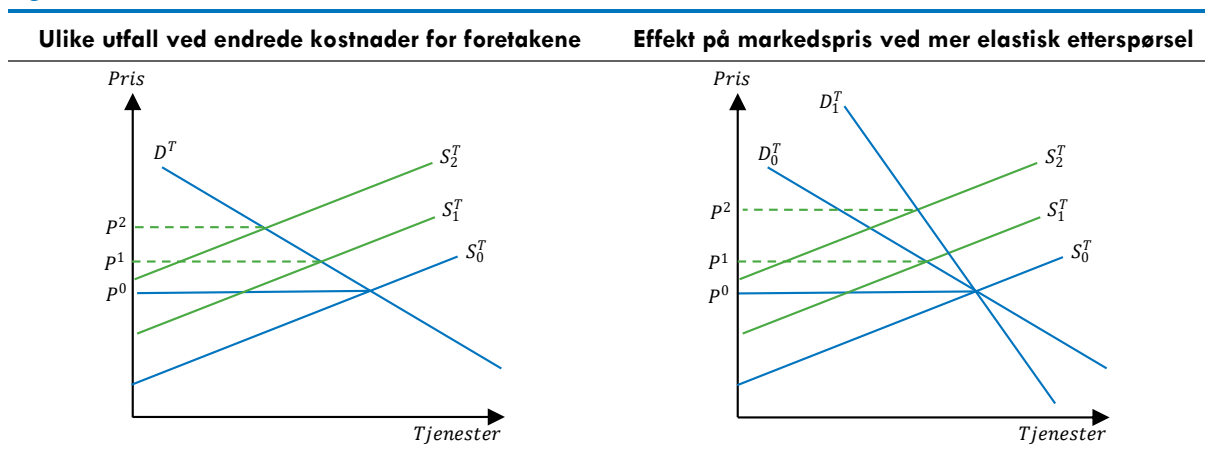 Ulike utfall ved endrede kostnader for foretakene
Effekt på markedspris ved mer elastisk etterspørsel
Pris
D^T
S_2^T
S_1^T
S_0^T
P^2
P^1
P^0
Tjenester
Pris
D_1^T
D_0^T
S_2^T
S_1^T
S_0^T
P^2
P^1
P^0
Tjenester